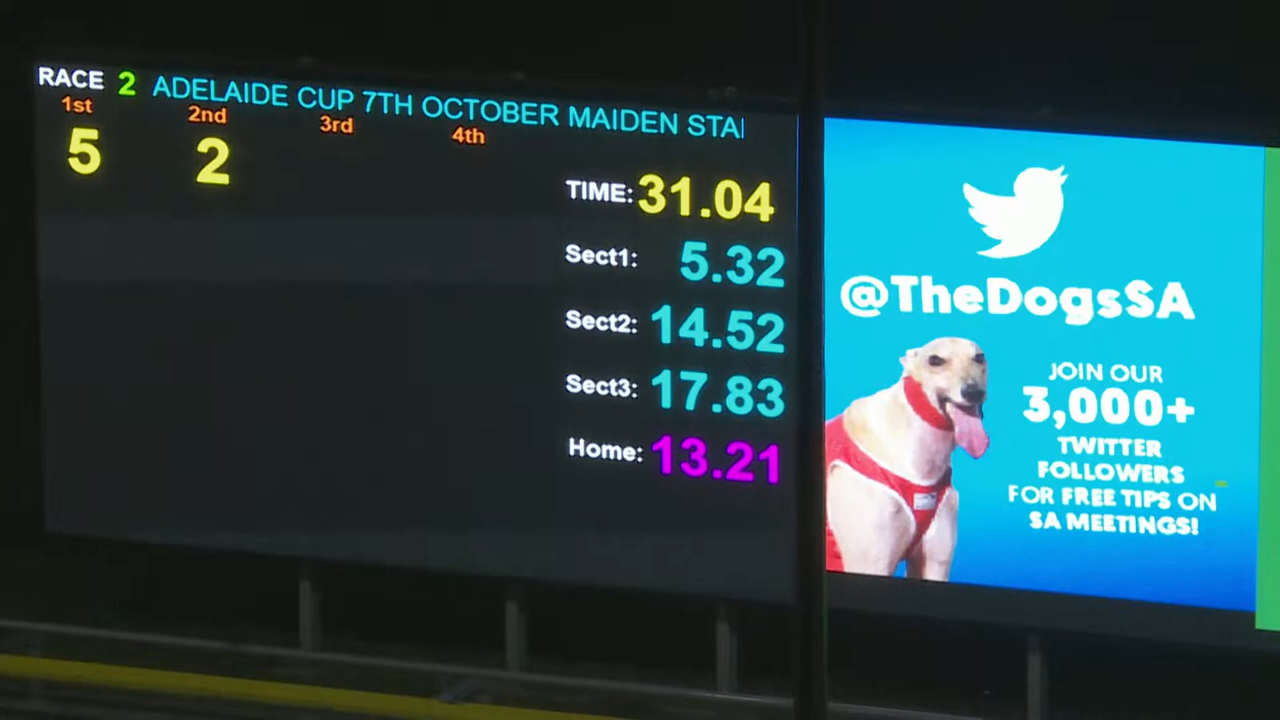 RACE 2 ADELAIDE CUP 7TH OCTOBER MAIDEN STA
1st 2nd 3rd 4th
5 2
TIME: 31.04
Sect1: 5.32
Sect2: 14.52
Sect3: 17.83
Home: 13.21
@TheDogsSA
JOIN OUR
3,000+
TWITTER
FOLLOWERS
FOR FREE TIPS ON
SA MEETINGS!